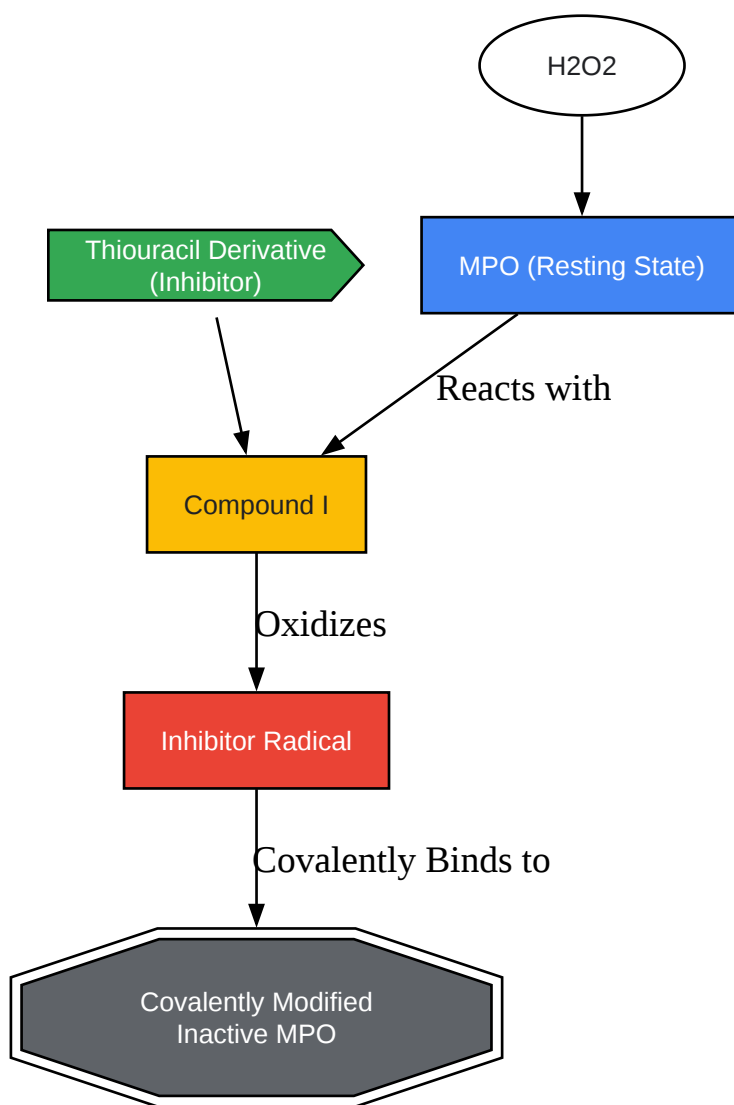 H2O2
Thiouracil Derivative
(Inhibitor)
MPO (Resting State)
Reacts with
Compound I
Oxidizes
Inhibitor Radical
Covalently Binds to
Covalently Modified
Inactive MPO